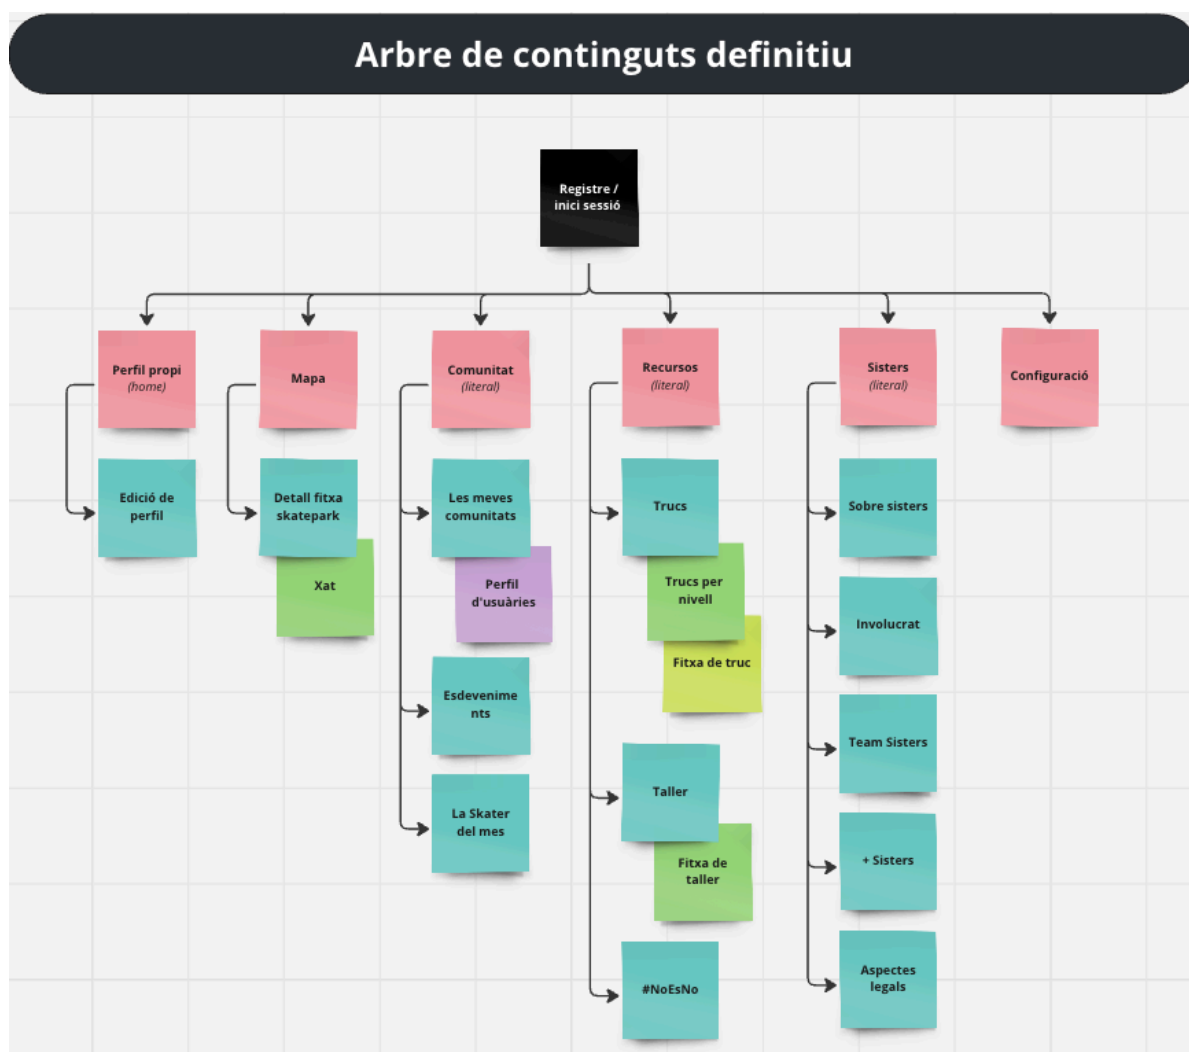 Arbre de continguts definitiu
Registre /
inici sessió
Perfil propi
(home)
Mapa
Comunitat
(literal)
Recursos
(literal)
Sisters
(literal)
Configuració
Edició de
perfil
Detall fitxa
skatepark
Xat
Les meves
comunitats
Perfil
d'usuàries
Esdevenime
nts
La Skater
del mes
Trucs
Trucs per
nivell
Fitxa de truc
Taller
Fitxa de
taller
#NoEsNo
Sobre sisters
Involucrat
Team Sisters
+ Sisters
Aspectes
legals